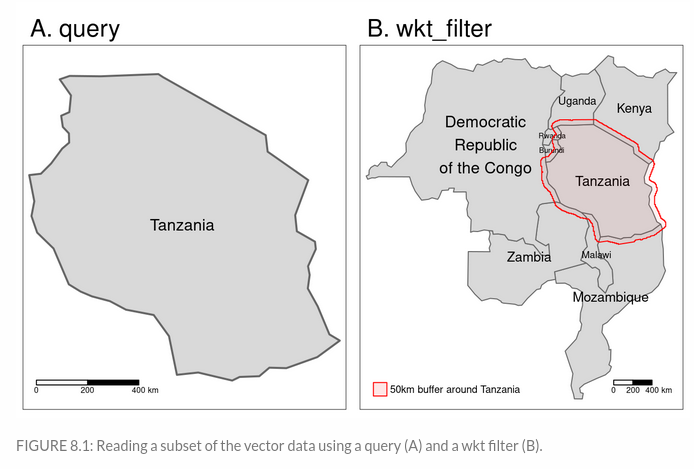 A. query
B. wkt_filter
Tanzania
0 200 400 km
Uganda
Kenya
Democratic
Republic
of the Congo
Rwanda
Burundi
Tanzania
Zambia
Malawi
Mozambique
50km buffer around Tanzania
0 200 400 km
FIGURE 8.1: Reading a subset of the vector data using a query (A) and a wkt filter (B).